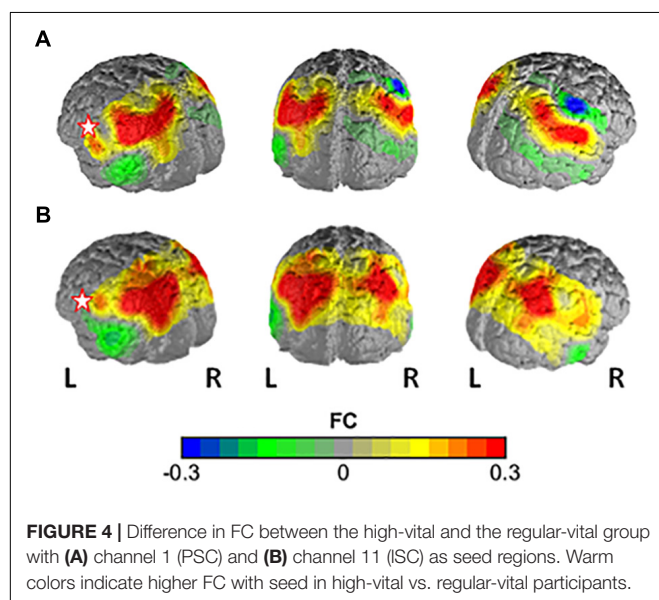 A
B
L R L R L R
FC
-0.3 0 0.3
FIGURE 4 | Difference in FC between the high-vital and the regular-vital group
with (A) channel 1 (PSC) and (B) channel 11 (ISC) as seed regions. Warm
colors indicate higher FC with seed in high-vital vs. regular-vital participants.